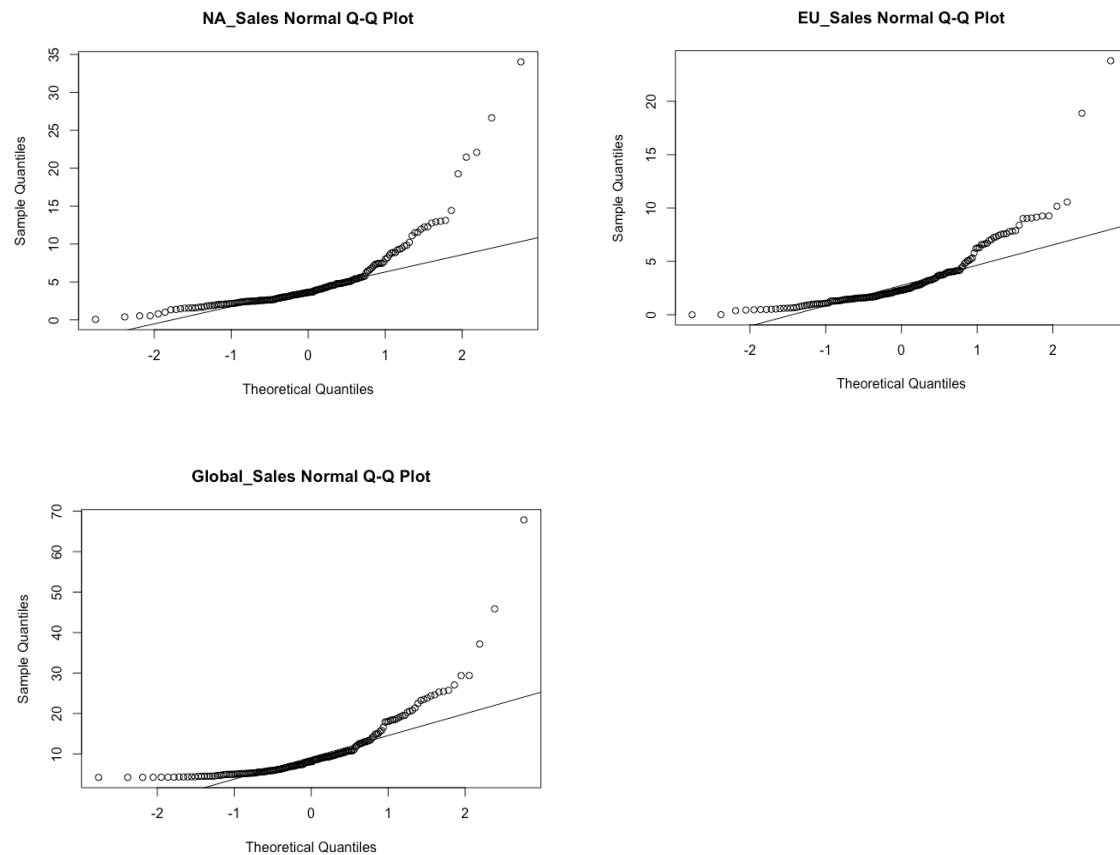 NA_Sales Normal Q-Q Plot
Sample Quantiles
35
30
25
20
15
10
5
0
-2 -1 0 1 2
Theoretical Quantiles
EU_Sales Normal Q-Q Plot
Sample Quantiles
20
15
10
5
0
-2 -1 0 1 2
Theoretical Quantiles
Global_Sales Normal Q-Q Plot
Sample Quantiles
70
60
50
40
30
20
10
-2 -1 0 1 2
Theoretical Quantiles